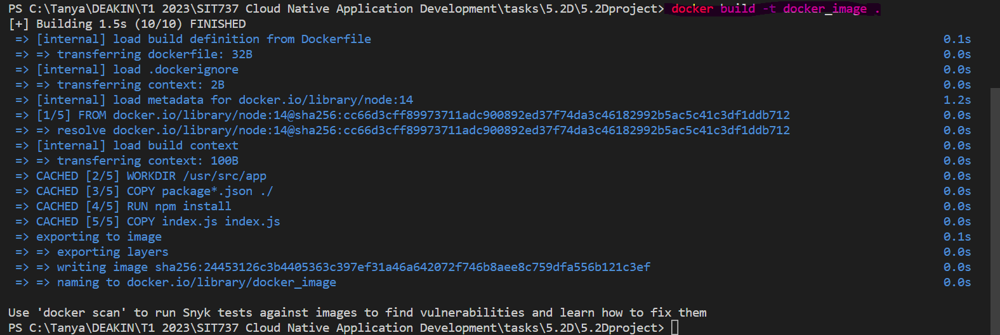 PS C:\Tanya\DEAKIN\T1 2023\SIT737 Cloud Native Application Development\tasks\5.2D\5.2Dproject> docker build -t docker_image .
[+] Building 1.5s (10/10) FINISHED
=> [internal] load build definition from Dockerfile 0.1s
=> => transferring dockerfile: 32B 0.0s
=> [internal] load .dockerignore 0.0s
=> => transferring context: 2B 0.0s
=> [internal] load metadata for docker.io/library/node:14 1.2s
=> [1/5] FROM docker.io/library/node:14@sha256:cc66d3cff89973711adc900892ed37f74da3c46182992b5ac5c41c3df1ddb712 0.0s
=> => resolve docker.io/library/node:14@sha256:cc66d3cff89973711adc900892ed37f74da3c46182992b5ac5c41c3df1ddb712 0.0s
=> [internal] load build context 0.0s
=> => transferring context: 100B 0.0s
=> CACHED [2/5] WORKDIR /usr/src/app 0.0s
=> CACHED [3/5] COPY package*.json ./ 0.0s
=> CACHED [4/5] RUN npm install 0.0s
=> CACHED [5/5] COPY index.js index.js 0.0s
=> exporting to image 0.1s
=> => exporting layers 0.0s
=> => writing image sha256:24453126c3b4405363c397ef31a46a642072f746b8aee8c759dfa556b121c3ef 0.0s
=> => naming to docker.io/library/docker_image 0.0s
Use 'docker scan' to run Snyk tests against images to find vulnerabilities and learn how to fix them
PS C:\Tanya\DEAKIN\T1 2023\SIT737 Cloud Native Application Development\tasks\5.2D\5.2Dproject>